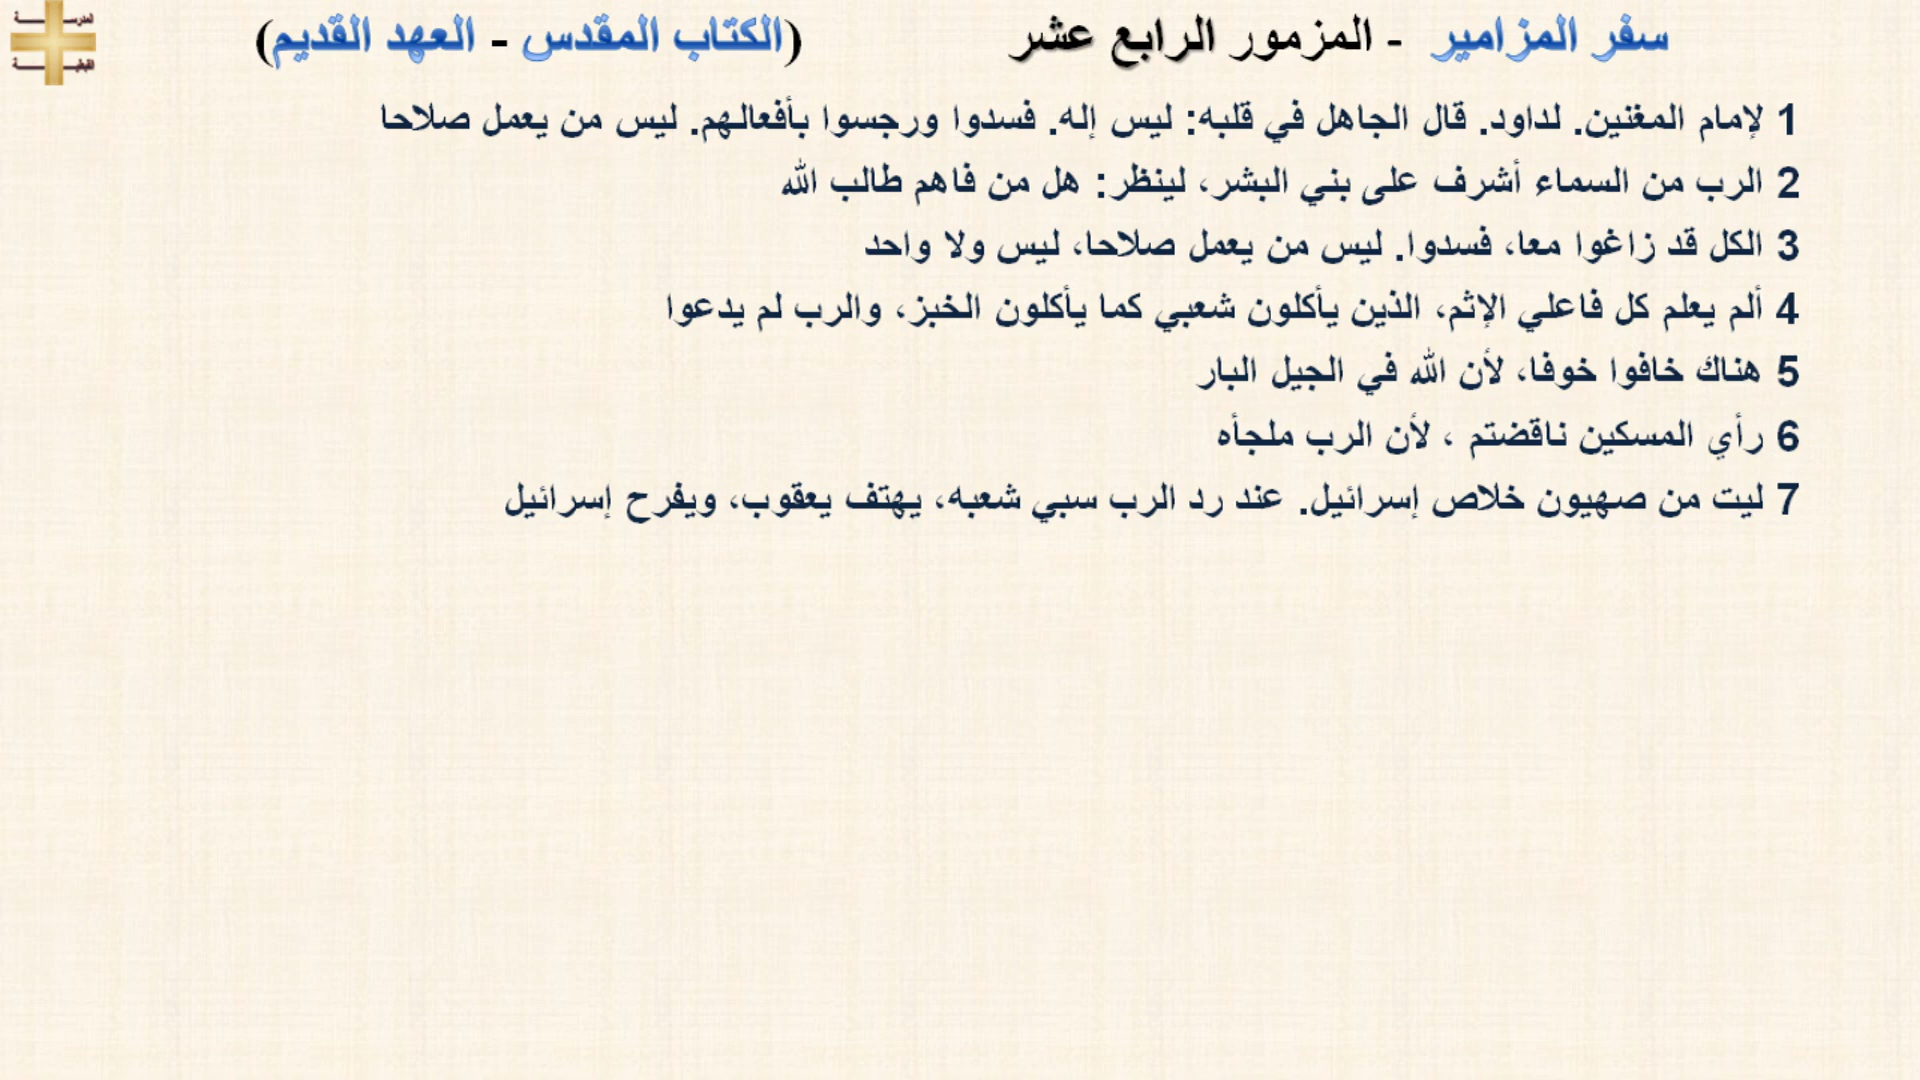 سفر المزامير - المزمور الرابع عشر (الكتاب المقدس - العهد القديم)
1 لإمام المغنين. لداود. قال الجاهل في قلبه: ليس إله. فسدوا ورجسوا بأفعالهم. ليس من يعمل صلاحا
2 الرب من السماء أشرف على بني البشر، لينظر: هل من فاهم طالب الله
3 الكل قد زاغوا معا، فسدوا. ليس من يعمل صلاحا، ليس ولا واحد
4 ألم يعلم كل فاعلي الإثم، الذين يأكلون شعبي كما يأكلون الخبز، والرب لم يدعوا
5 هناك خافوا خوفا، لأن الله في الجيل البار
6 رأي المسكين ناقضتم ، لأن الرب ملجأه
7 ليت من صهيون خلاص إسرائيل. عند رد الرب سبي شعبه، يهتف يعقوب، ويفرح إسرائيل